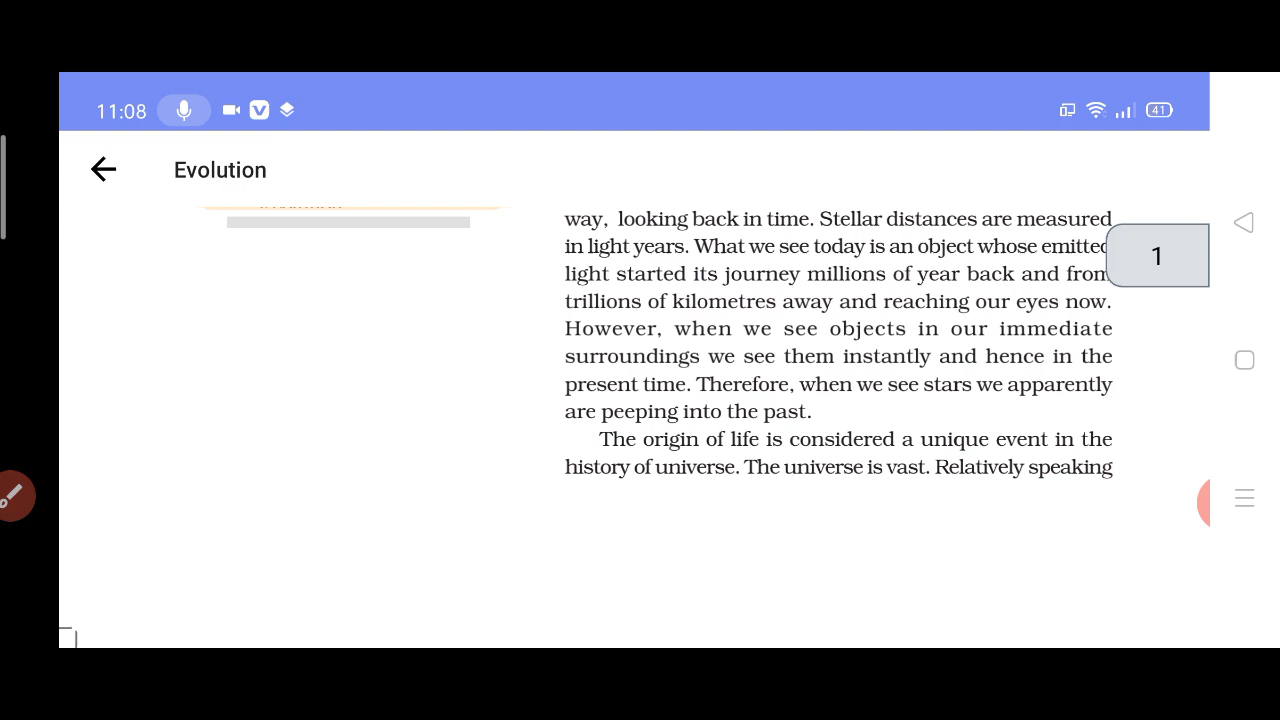 11:08
41
Evolution
way, looking back in time. Stellar distances are measured
in light years. What we see today is an object whose emitted
light started its journey millions of year back and from
trillions of kilometres away and reaching our eyes now.
However, when we see objects in our immediate
surroundings we see them instantly and hence in the
present time. Therefore, when we see stars we apparently
are peeping into the past.
The origin of life is considered a unique event in the
history of universe. The universe is vast. Relatively speaking
1